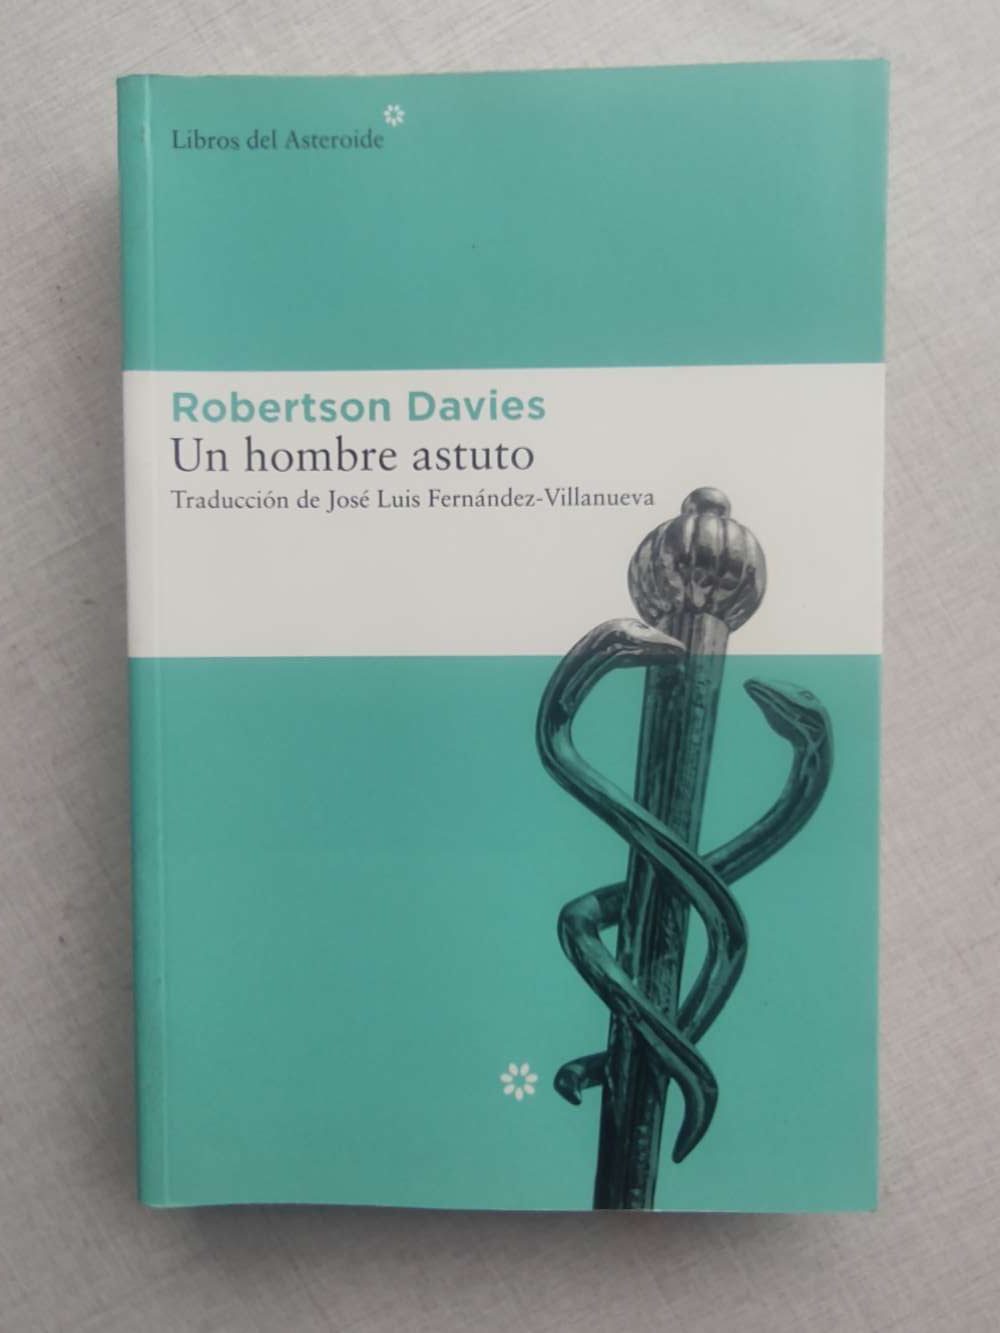 Libros del Asteroide
Robertson Davies
Un hombre astuto
Traducción de José Luis Fernández-Villanueva